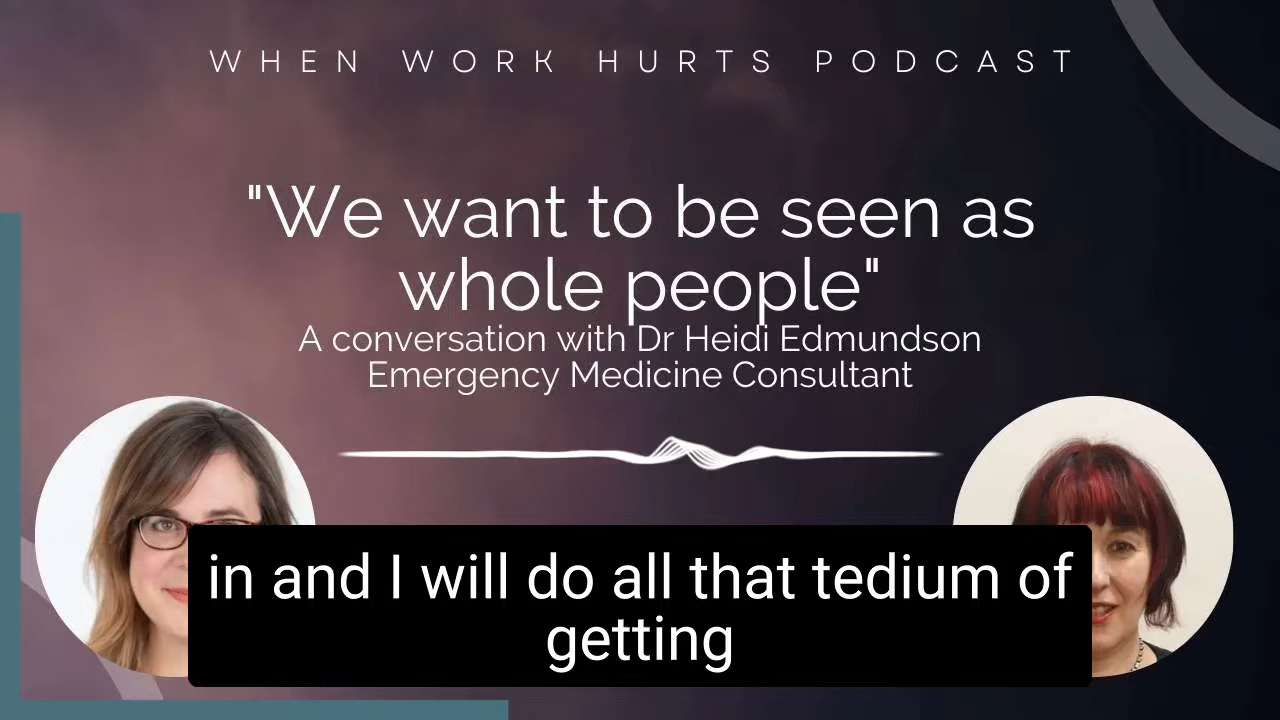 WHEN WORK HURTS PODCAST
"We want to be seen as
whole people"
A conversation with Dr Heidi Edmundson
Emergency Medicine Consultant
in and I will do all that tedium of
getting